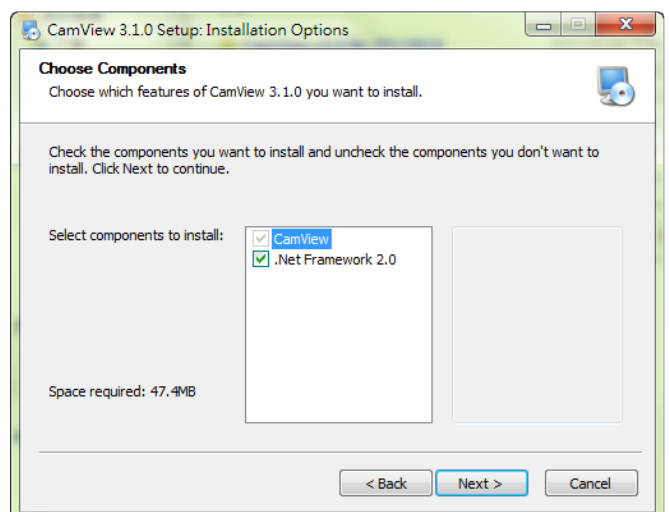 CamView 3.1.0 Setup: Installation Options
Choose Components
Choose which features of CamView 3.1.0 you want to install.
Check the components you want to install and uncheck the components you don't want to
install. Click Next to continue.
Select components to install:
CamView
.Net Framework 2.0
Space required: 47.4MB
< Back
Next >
Cancel